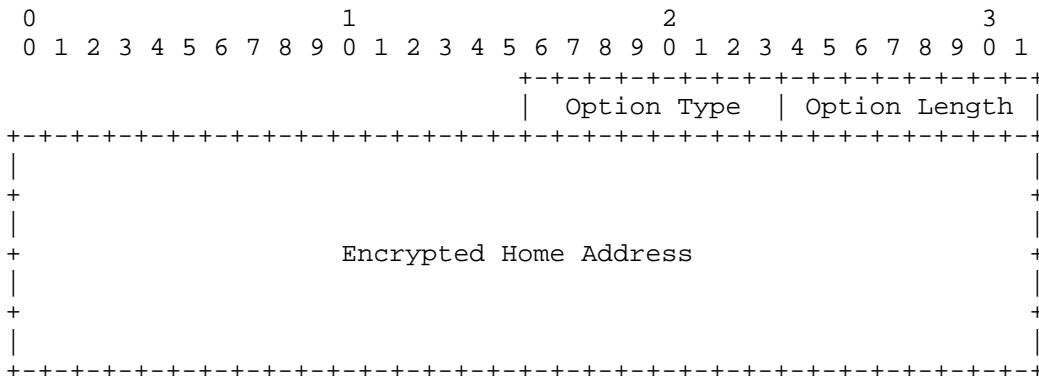 0                   1                   2                   3
0 1 2 3 4 5 6 7 8 9 0 1 2 3 4 5 6 7 8 9 0 1 2 3 4 5 6 7 8 9 0 1
+-+-+-+-+-+-+-+-+-+-+-+-+-+-+-+-+
|  Option Type  | Option Length |
+-+-+-+-+-+-+-+-+-+-+-+-+-+-+-+-+-+-+-+-+-+-+-+-+-+-+-+-+-+-+-+-+
|                                                               |
+                                                               +
|                                                               |
+                    Encrypted Home Address                     +
|                                                               |
+                                                               +
|                                                               |
+-+-+-+-+-+-+-+-+-+-+-+-+-+-+-+-+-+-+-+-+-+-+-+-+-+-+-+-+-+-+-+-+